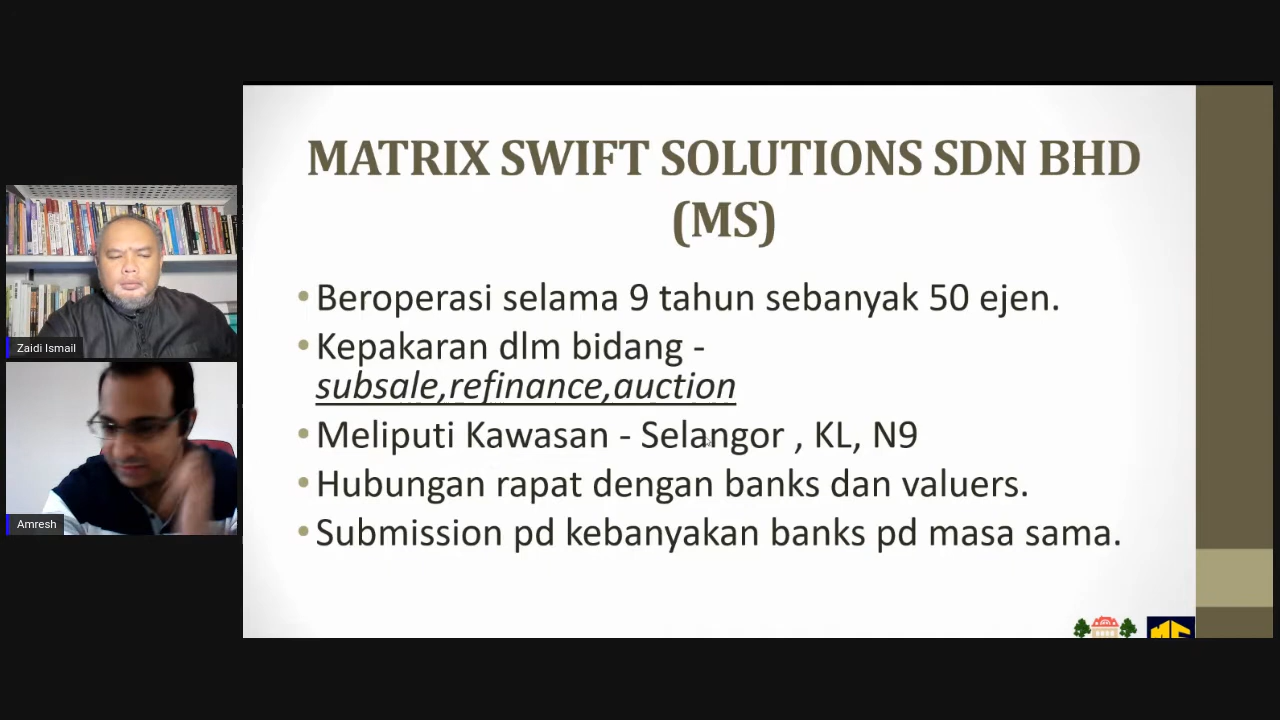 MATRIX SWIFT SOLUTIONS SDN BHD
(MS)
• Beroperasi selama 9 tahun sebanyak 50 ejen.
• Kepakaran dlm bidang -
subsale,refinance,auction
• Meliputi Kawasan - Selangor , KL, N9
• Hubungan rapat dengan banks dan valuers.
• Submission pd kebanyakan banks pd masa sama.
Zaidi Ismail
Amresh